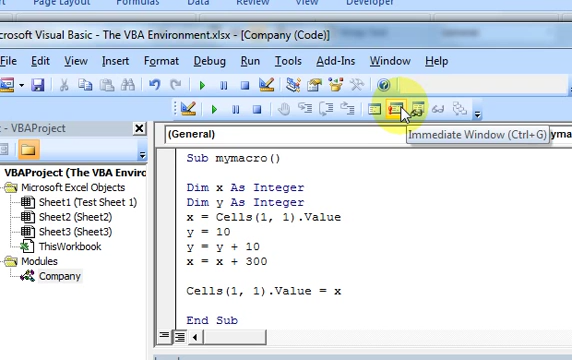 Page Layout Formulas Data Review View Developer
rosoft Visual Basic - The VBA Environment.xlsx - [Company (Code)]
File Edit View Insert Format Debug Run Tools Add-Ins Window Help
- VBAProject
(General)
ymacro
Immediate Window (Ctrl+G)
VBAProject (The VBA Enviro
Microsoft Excel Objects
Sheet1 (Test Sheet 1)
Sheet2 (Sheet2)
Sheet3 (Sheet3)
ThisWorkbook
Modules
Company
Sub mymacro()
Dim x As Integer
Dim y As Integer
x = Cells(1, 1).Value
y = 10
y = y + 10
x = x + 300
Cells(1, 1).Value = x
End Sub